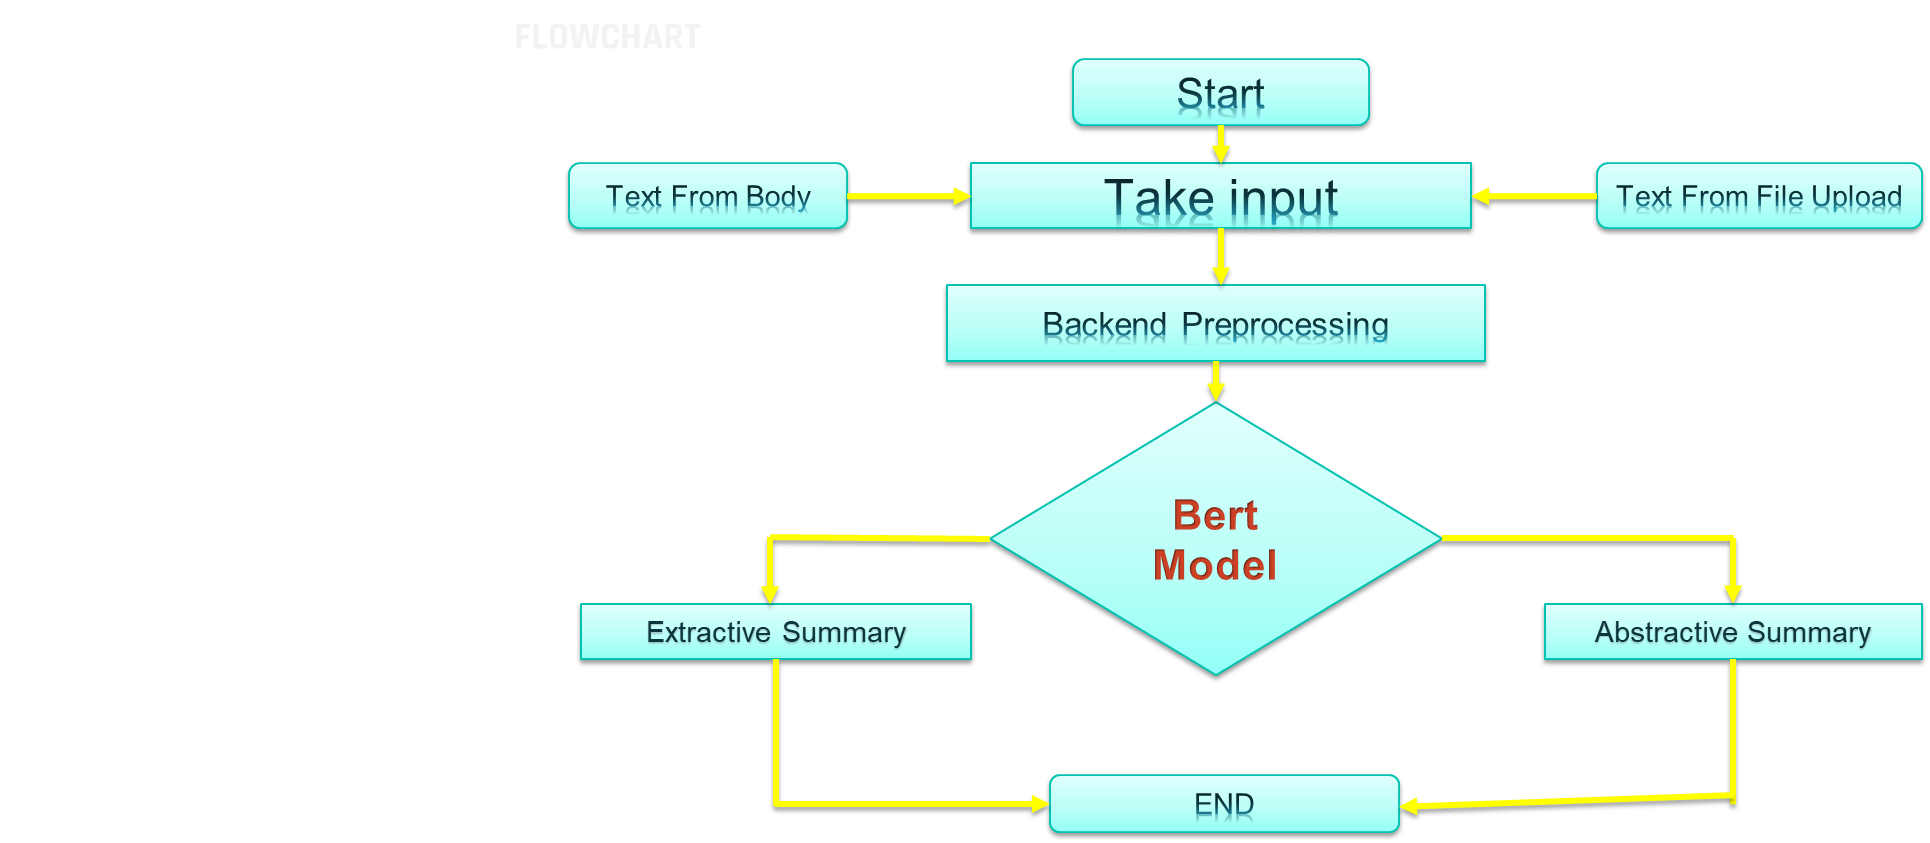 FLOWCHART
Start
Text From Body
Take input
Text From File Upload
Backend Preprocessing
Bert
Model
Extractive Summary
Abstractive Summary
END